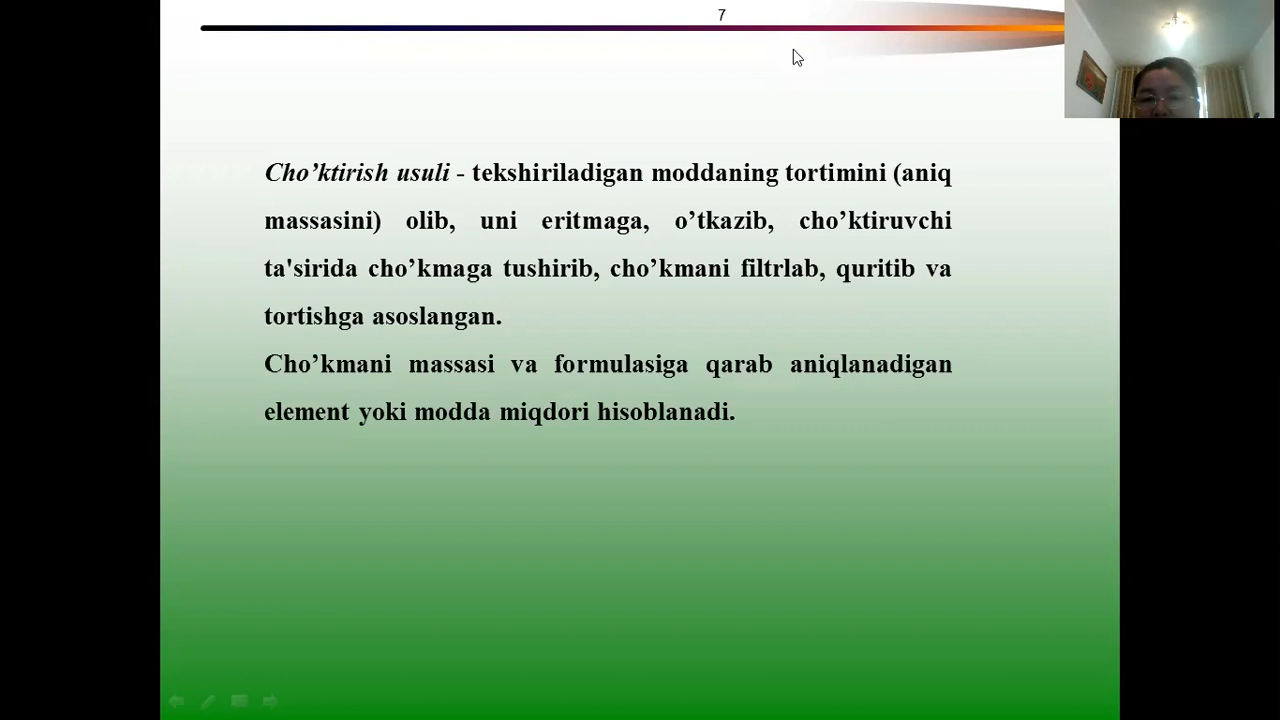 7
Cho’ktirish usuli - tekshiriladigan moddaning tortimini (aniq
massasini) olib, uni eritmaga, o’tkazib, cho’ktiruvchi
ta'sirida cho’kmaga tushirib, cho’kmani filtrlab, quritib va
tortishga asoslangan.
Cho’kmani massasi va formulasiga qarab aniqlanadigan
element yoki modda miqdori hisoblanadi.